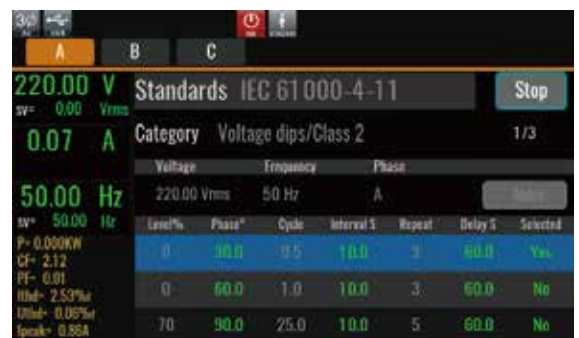 3Ø
A B C
220.00 V
SV= 0.00 Vrms
0.07 A
50.00 Hz
SV= 50.00 Hz
P= 0.000KW
CF= 2.12
PF= 0.01
Ithd= 2.53%
Uthd= 0.06%
Ipeak= 0.86A
Standards IEC 61000-4-11 Stop
Category Voltage dips/Class 2 1/3
Voltage Frequency Phase
220.00 Vrms 50 Hz A
Level% Phase° Cycle Interval S Repeat Delay S Selected
0 30.0 0.5 10.0 3 60.0 Yes
0 60.0 1.0 10.0 3 60.0 No
70 90.0 25.0 10.0 5 60.0 No